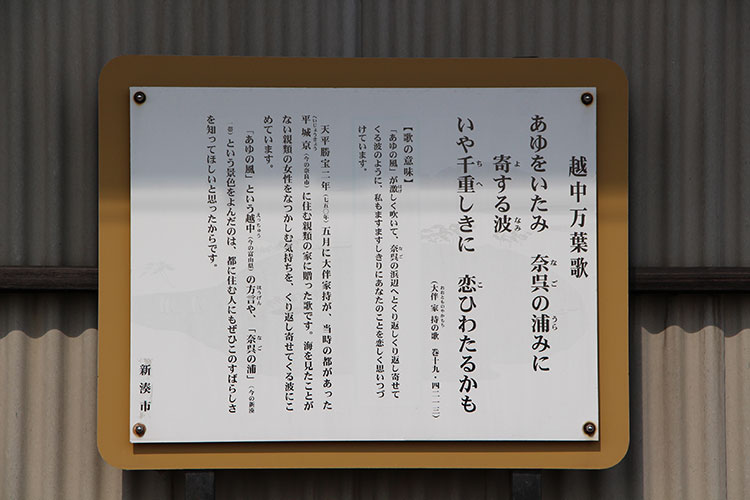 越中万葉歌
あゆをいたみ　奈呉の浦みに
寄する波
いや千重しきに　恋ひわたるかも
(大伴家持の歌　巻十九・四二一三)
【歌の意味】
「あゆの風」が激しく吹いて、奈呉の浜辺へとくり返しくり返し寄せて
くる波のように、私もますますしきりにあなたのことを恋しく思いつづ
けています。
天平勝宝二年(七五〇年)五月に大伴家持が、当時の都があった
平城京(今の奈良市)に住む親類の家に贈った歌です。海を見たことが
ない親類の女性をなつかしむ気持ちを、くり返し寄せてくる波にこ
めています。
「あゆの風」という越中(今の富山県)の方言や、「奈呉の浦」(今の新湊
一帯)という景色をよんだのは、都に住む人にもぜひこのすばらしさ
を知ってほしいと思ったからです。
新湊市